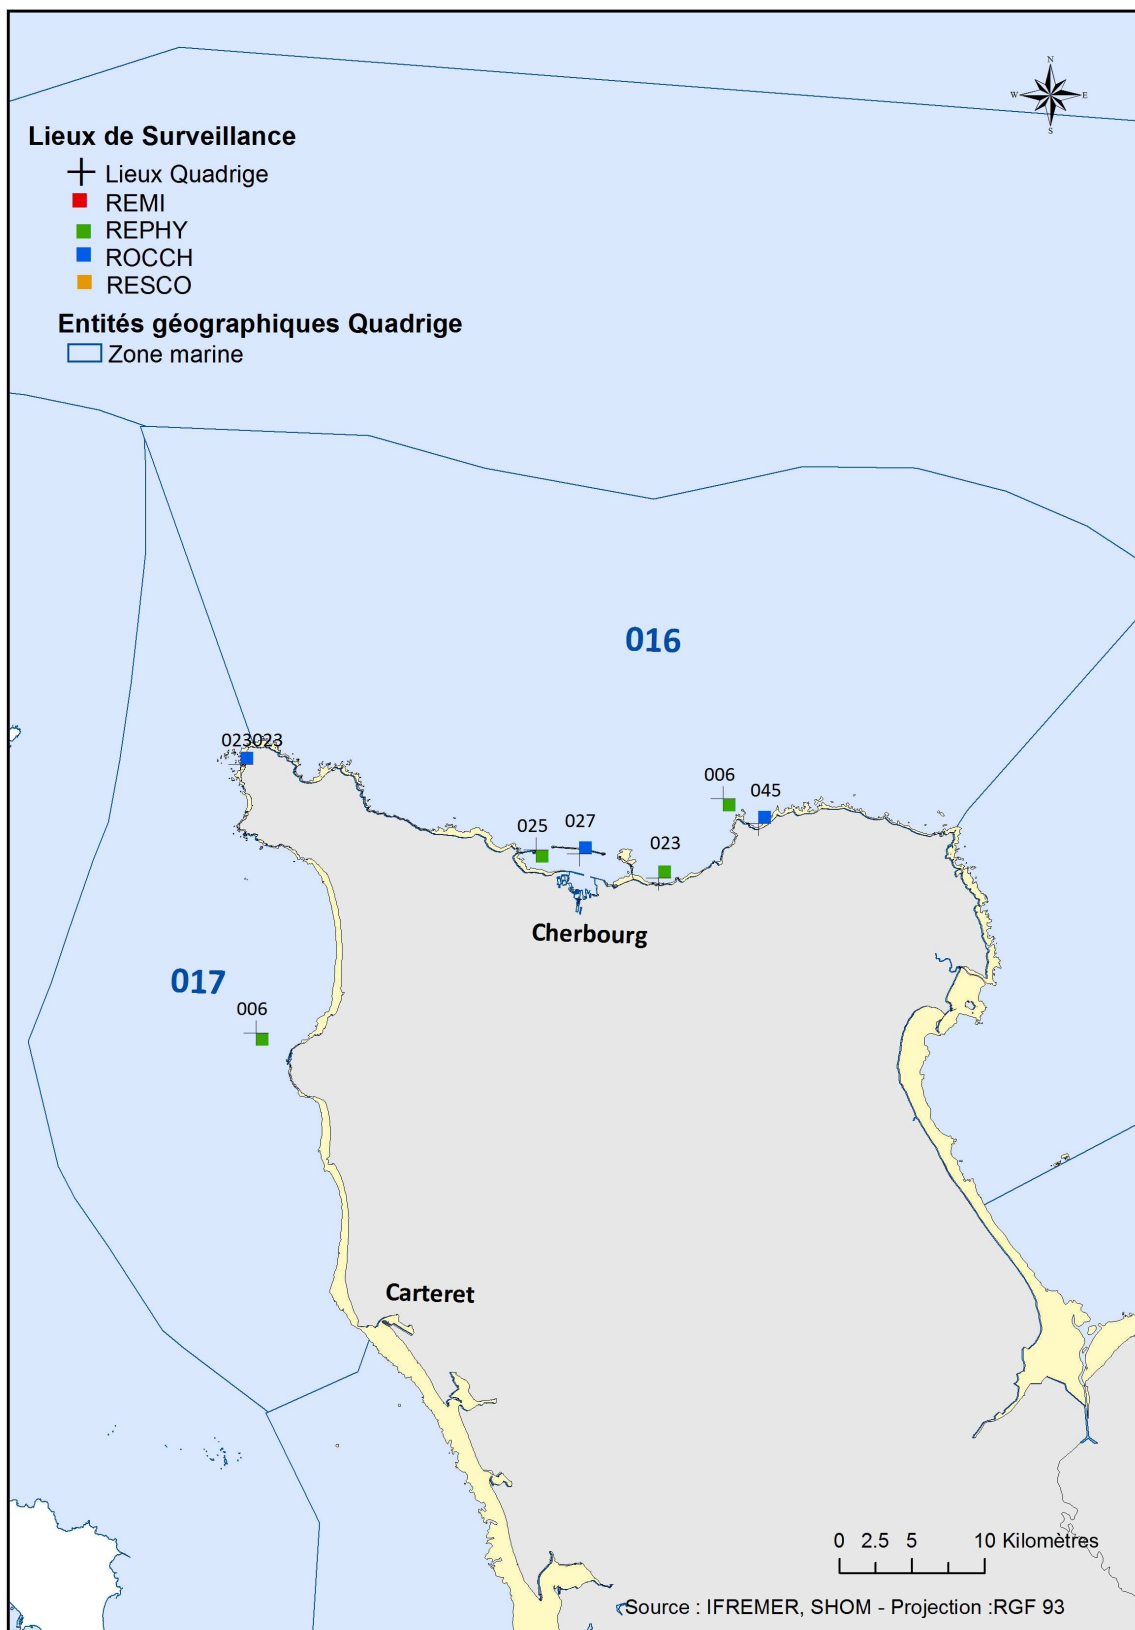 N
W E
S
Lieux de Surveillance
Lieux Quadrige
REMI
REPHY
ROCCH
RESCO
Entités géographiques Quadrige
Zone marine
016
023023
006
045
025
027
023
Cherbourg
017
006
Carteret
0 2.5 5 10 Kilomètres
Source : IFREMER, SHOM - Projection :RGF 93